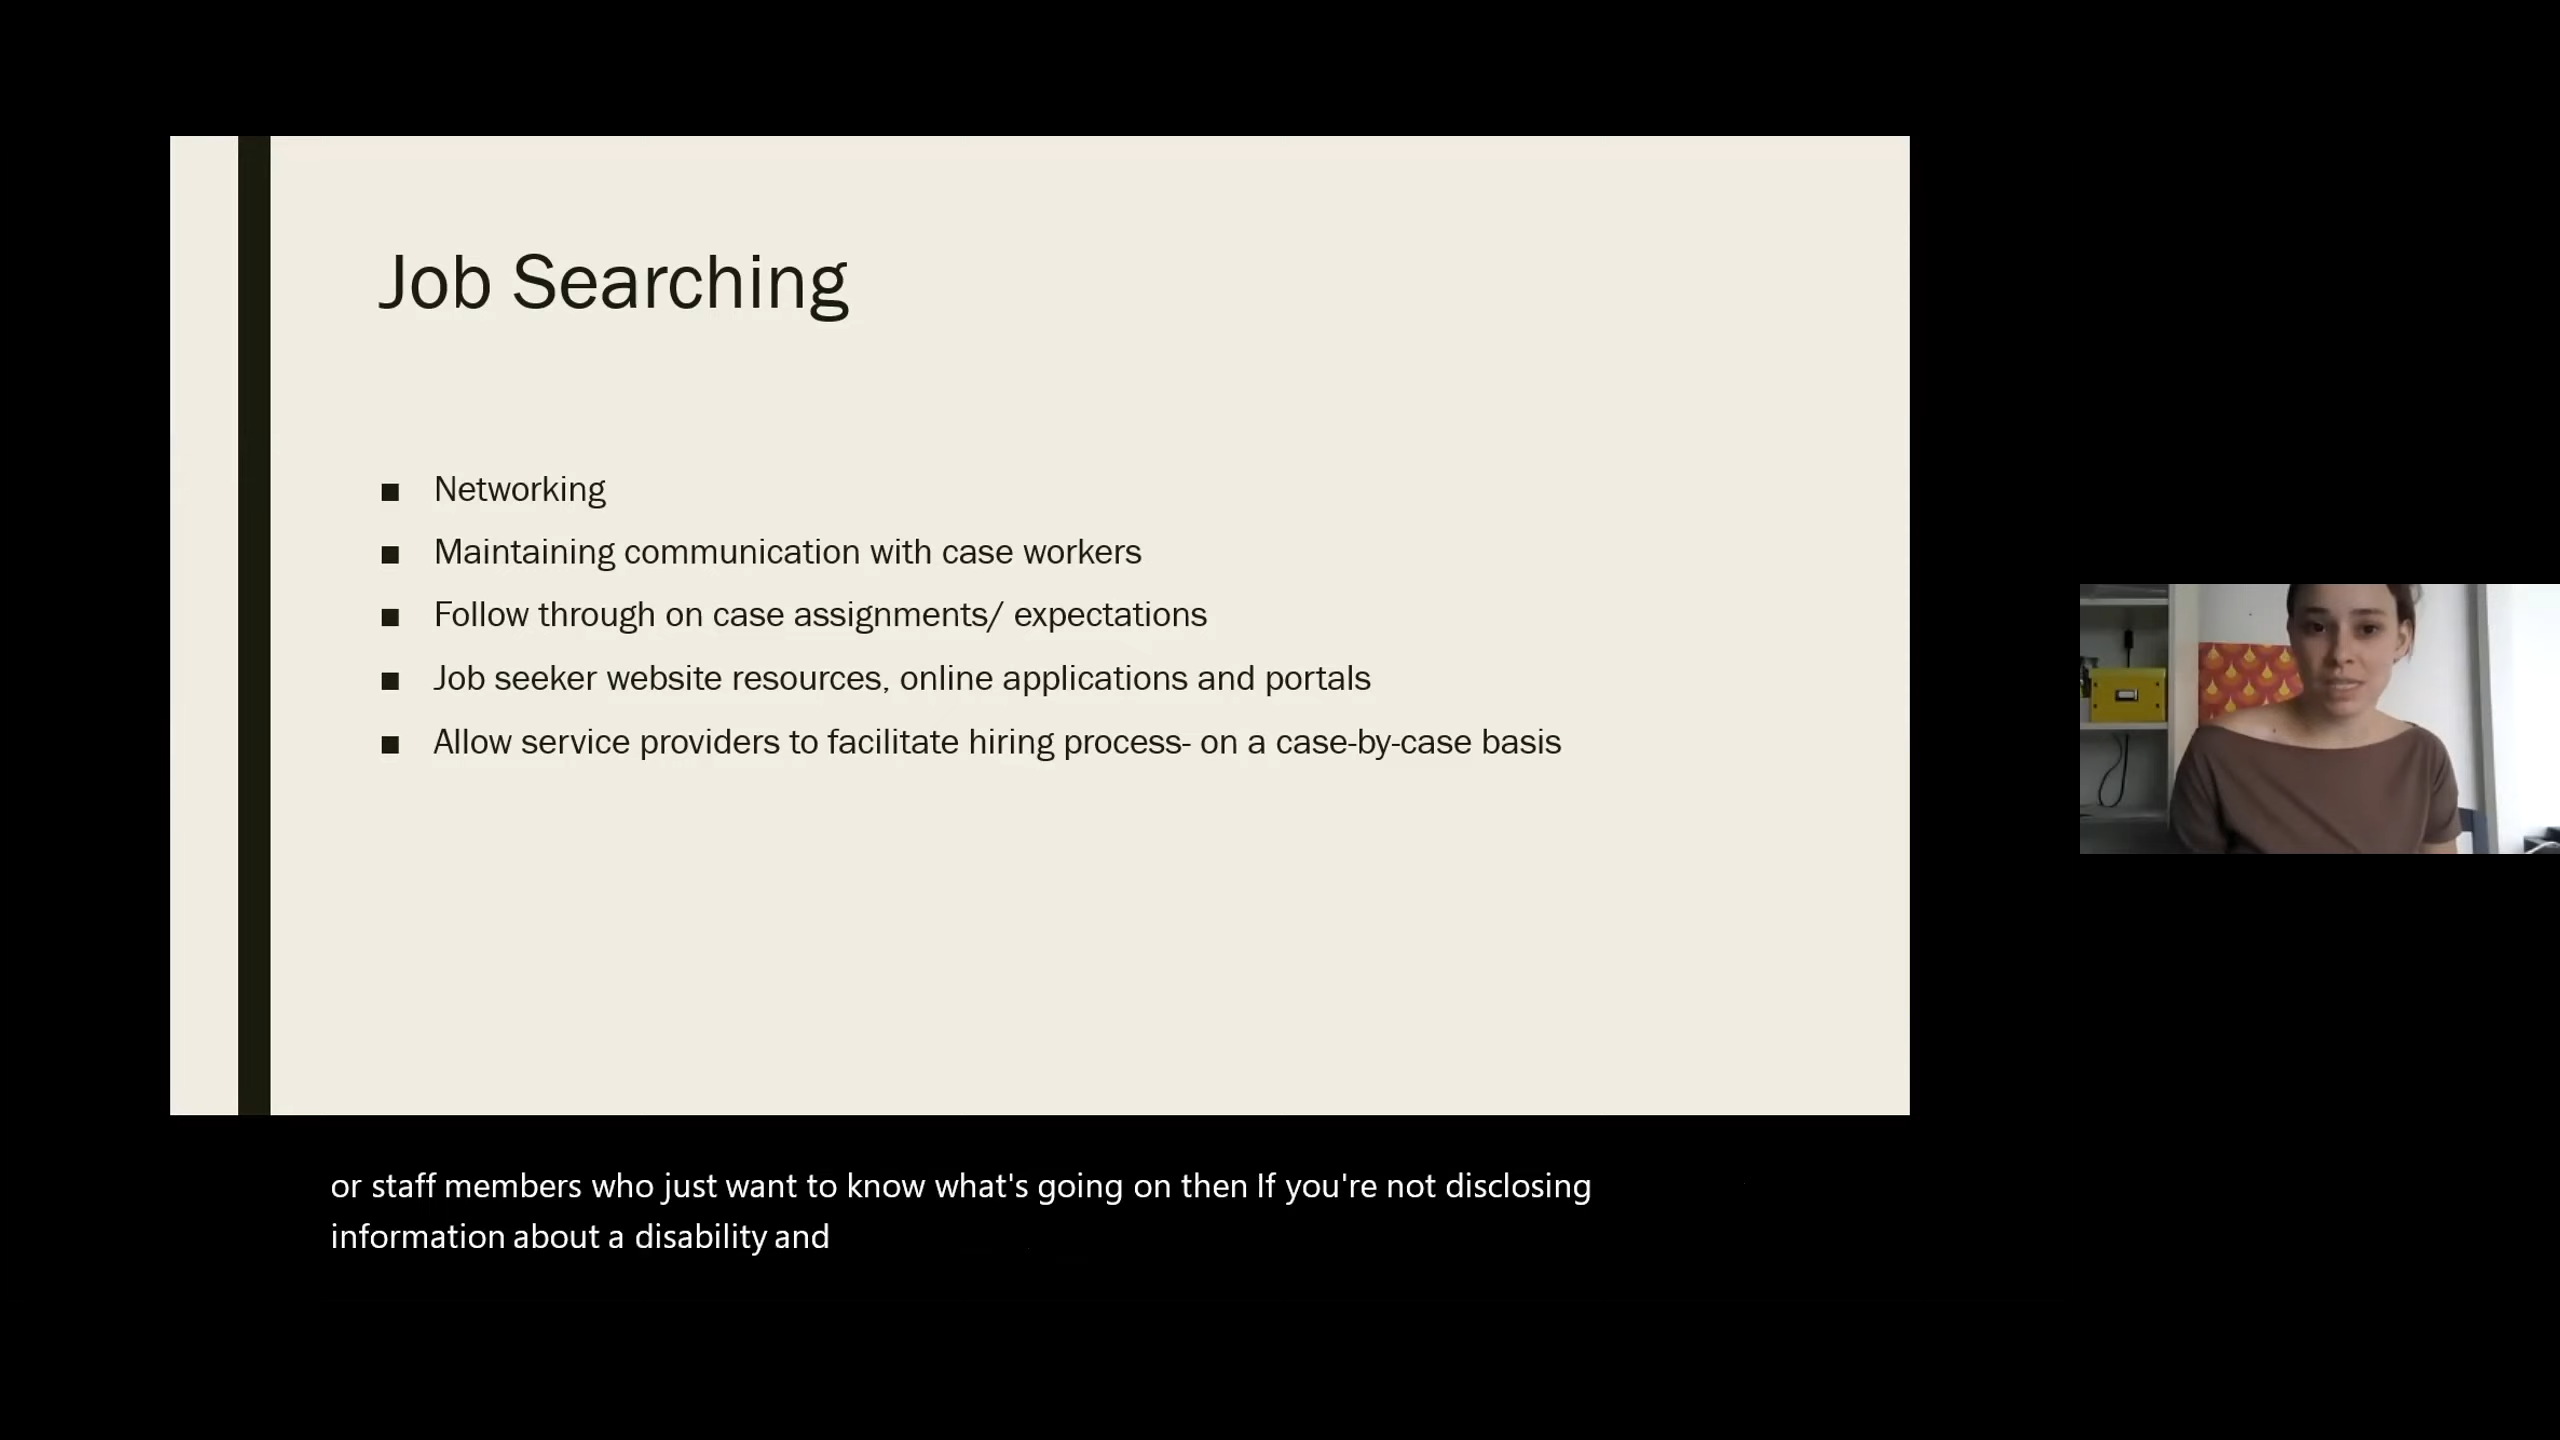 Job Searching
■ Networking
■ Maintaining communication with case workers
■ Follow through on case assignments/ expectations
■ Job seeker website resources, online applications and portals
■ Allow service providers to facilitate hiring process- on a case-by-case basis
or staff members who just want to know what's going on then If you're not disclosing
information about a disability and